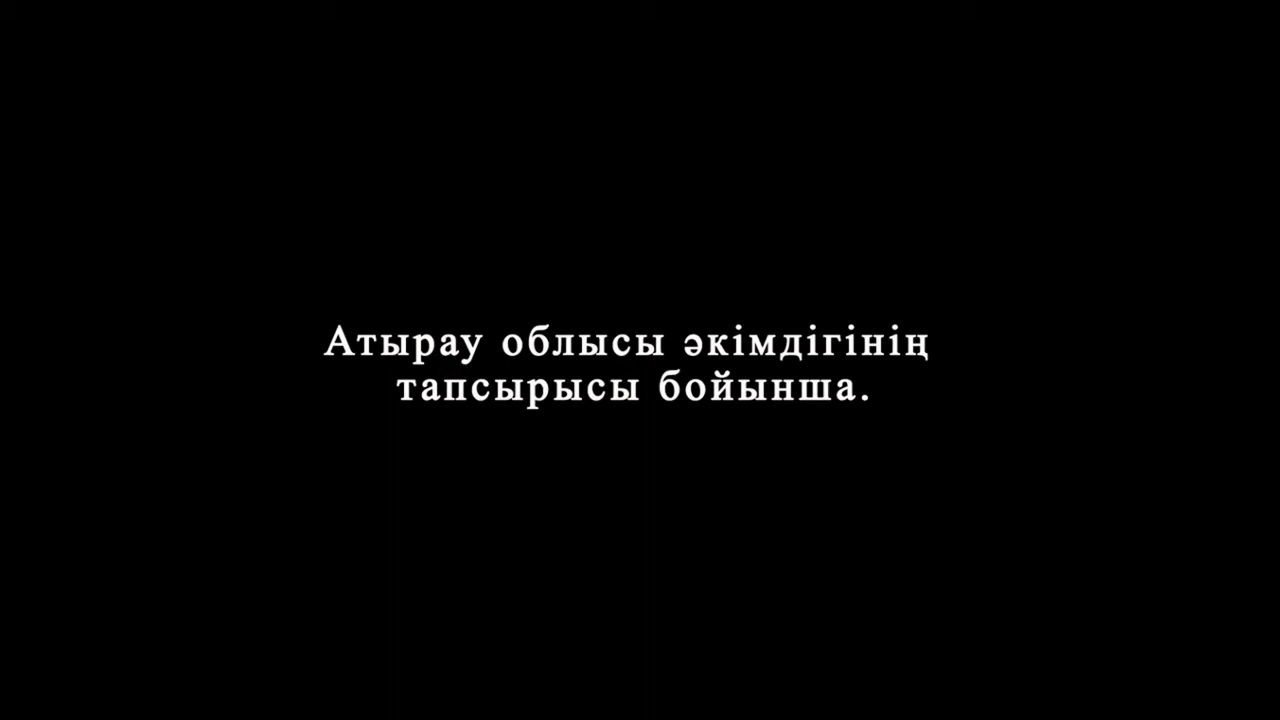 Атырау облысы әкімдігінің
тапсырысы бойынша.